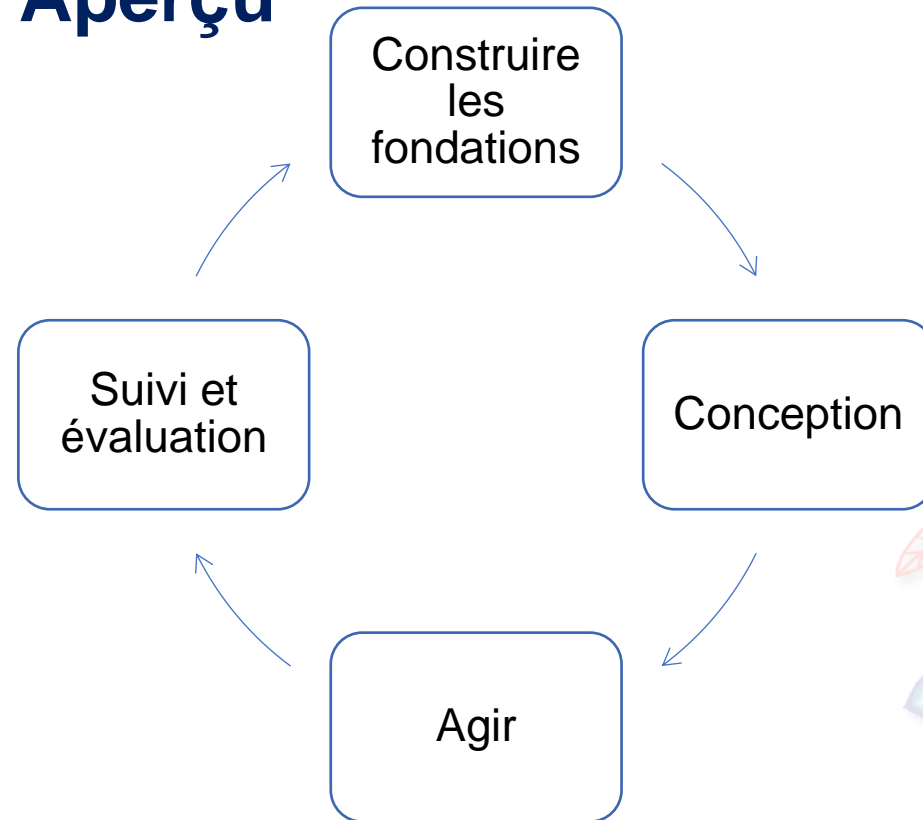 Aperçu
Construire
les
fondations
Conception
Agir
Suivi et
évaluation